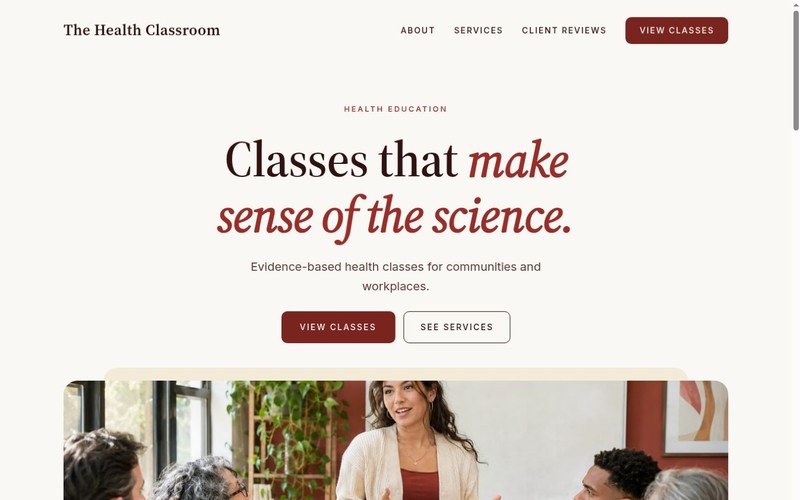 The Health Classroom
ABOUT
SERVICES
CLIENT REVIEWS
VIEW CLASSES
HEALTH EDUCATION
Classes that make
sense of the science.
Evidence-based health classes for communities and
workplaces.
VIEW CLASSES
SEE SERVICES